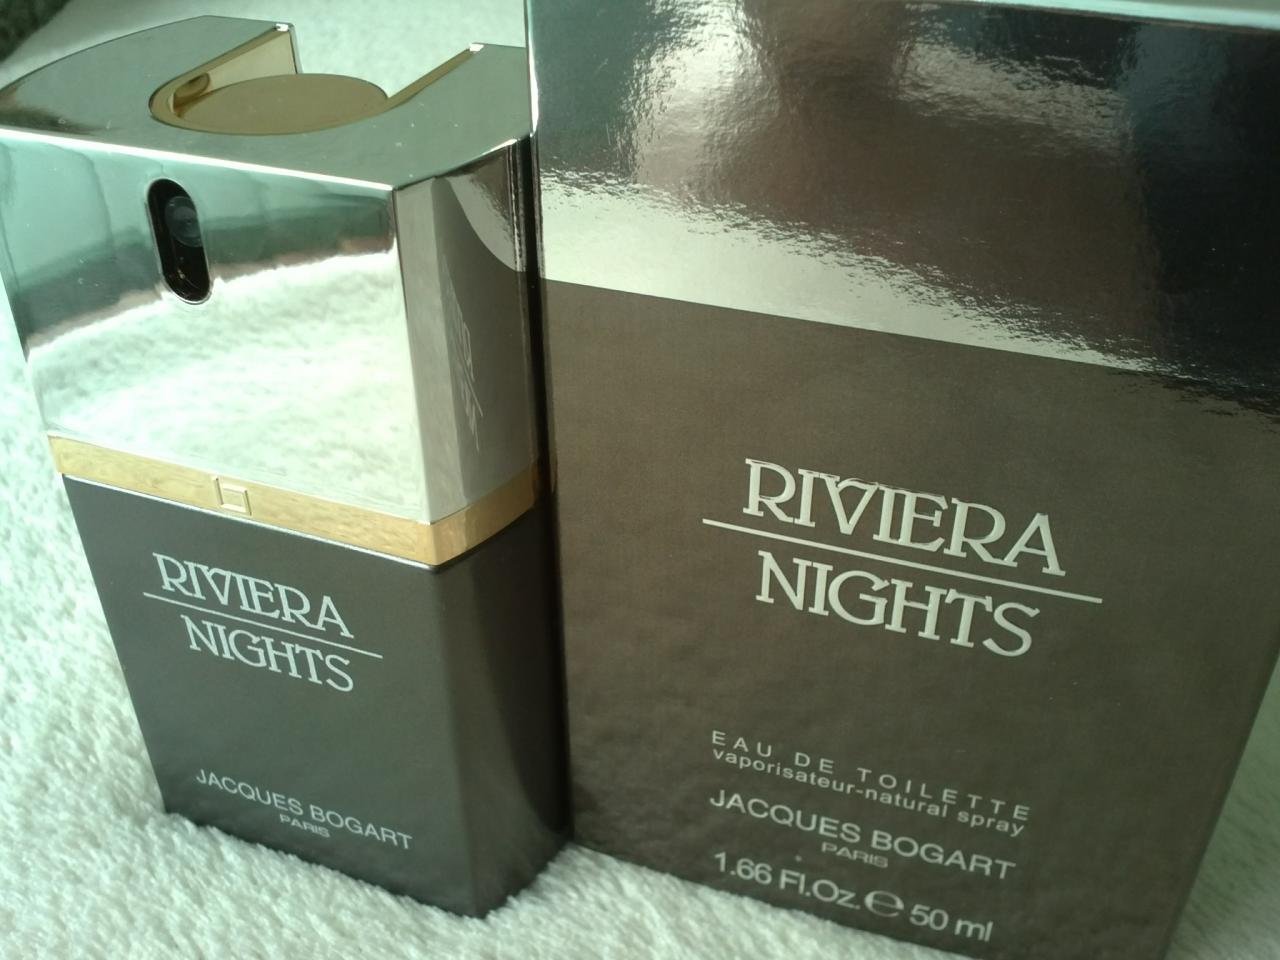 RIVIERA
NIGHTS
JACQUES BOGART
PARIS
RIVIERA
NIGHTS
EAU DE TOILETTE
vaporisateur-natural spray
JACQUES BOGART
PARIS
1.66 Fl.Oz. ℮ 50 ml